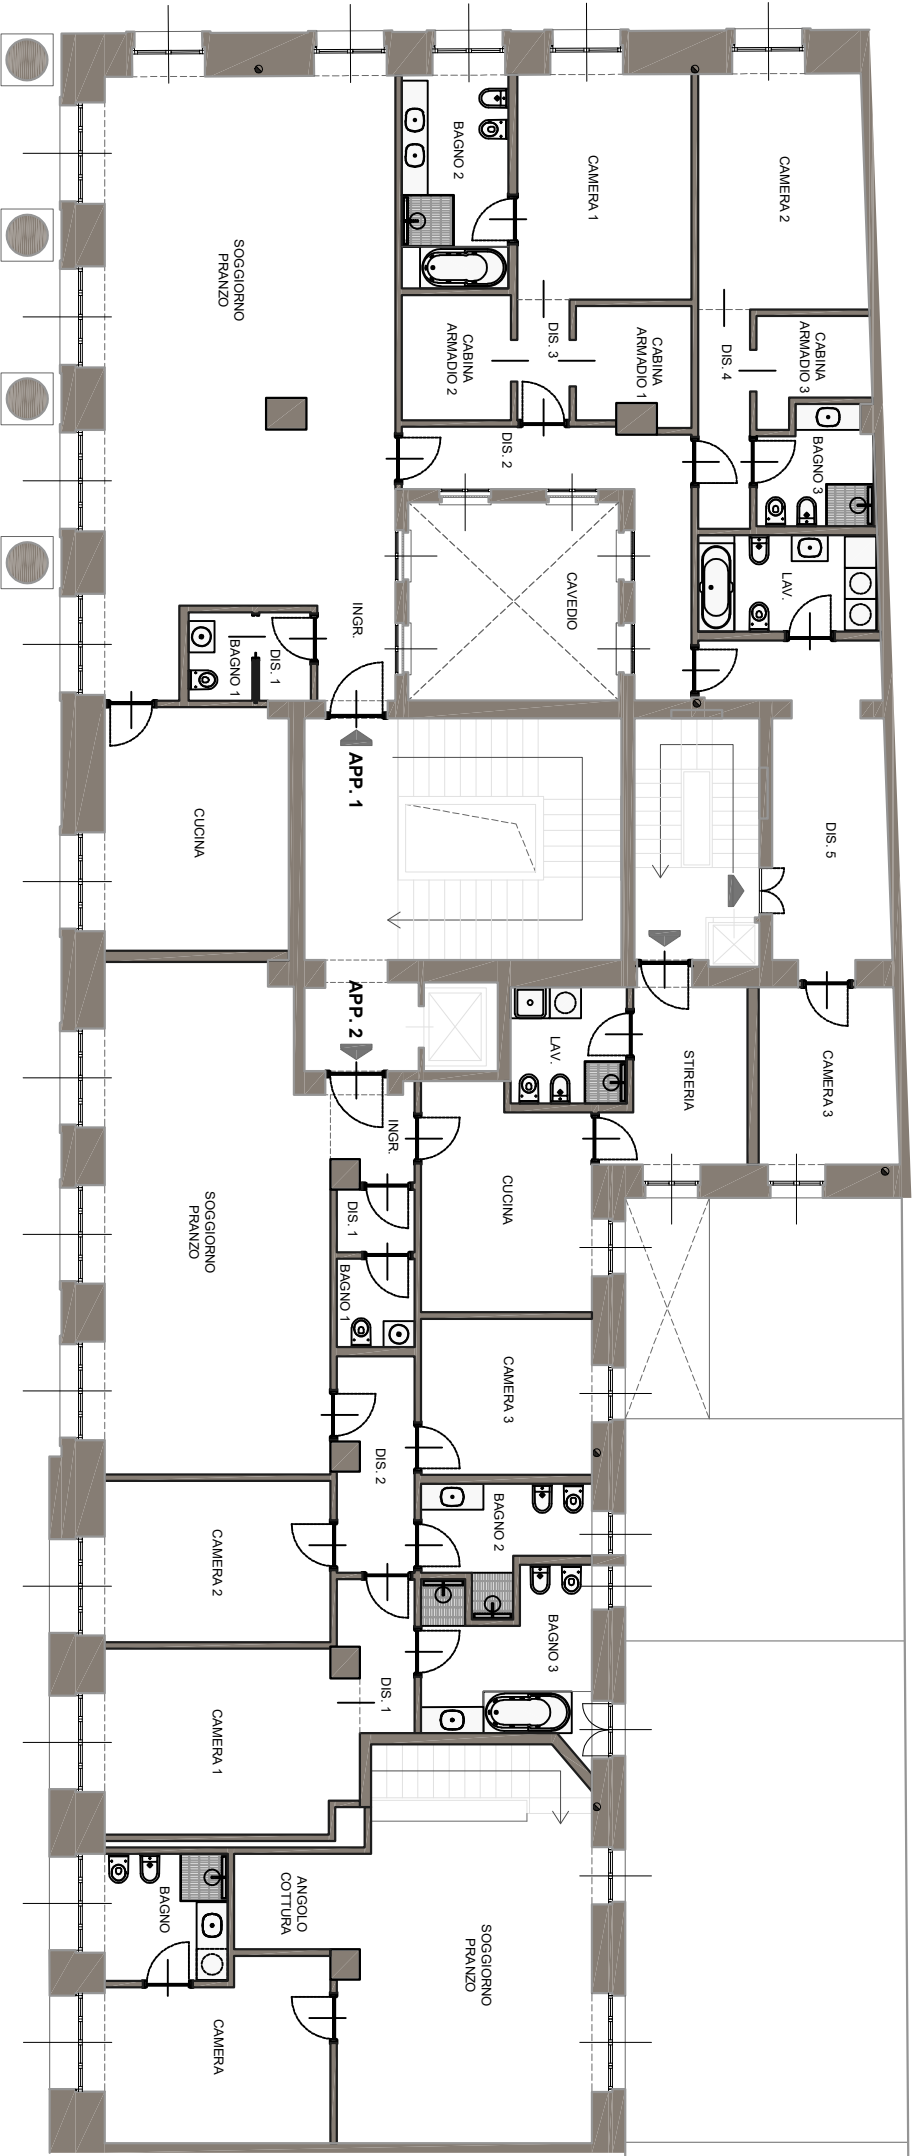 BAGNO 2
CAMERA 1
CAMERA 2
SOGGIORNO
PRANZO
CABINA
ARMADIO 2
DIS. 3
CABINA
ARMADIO 1
DIS. 4
CABINA
ARMADIO 3
DIS. 2
BAGNO 3
CAVEDIO
LAV.
INGR.
DIS. 1
BAGNO 1
APP. 1
CUCINA
DIS. 5
APP. 2
LAV.
STIRERIA
CAMERA 3
INGR.
CUCINA
DIS. 1
SOGGIORNO
PRANZO
BAGNO 1
CAMERA 3
DIS. 2
BAGNO 2
CAMERA 2
BAGNO 3
DIS. 1
CAMERA 1
ANGOLO
COTTURA
BAGNO
SOGGIORNO
PRANZO
CAMERA